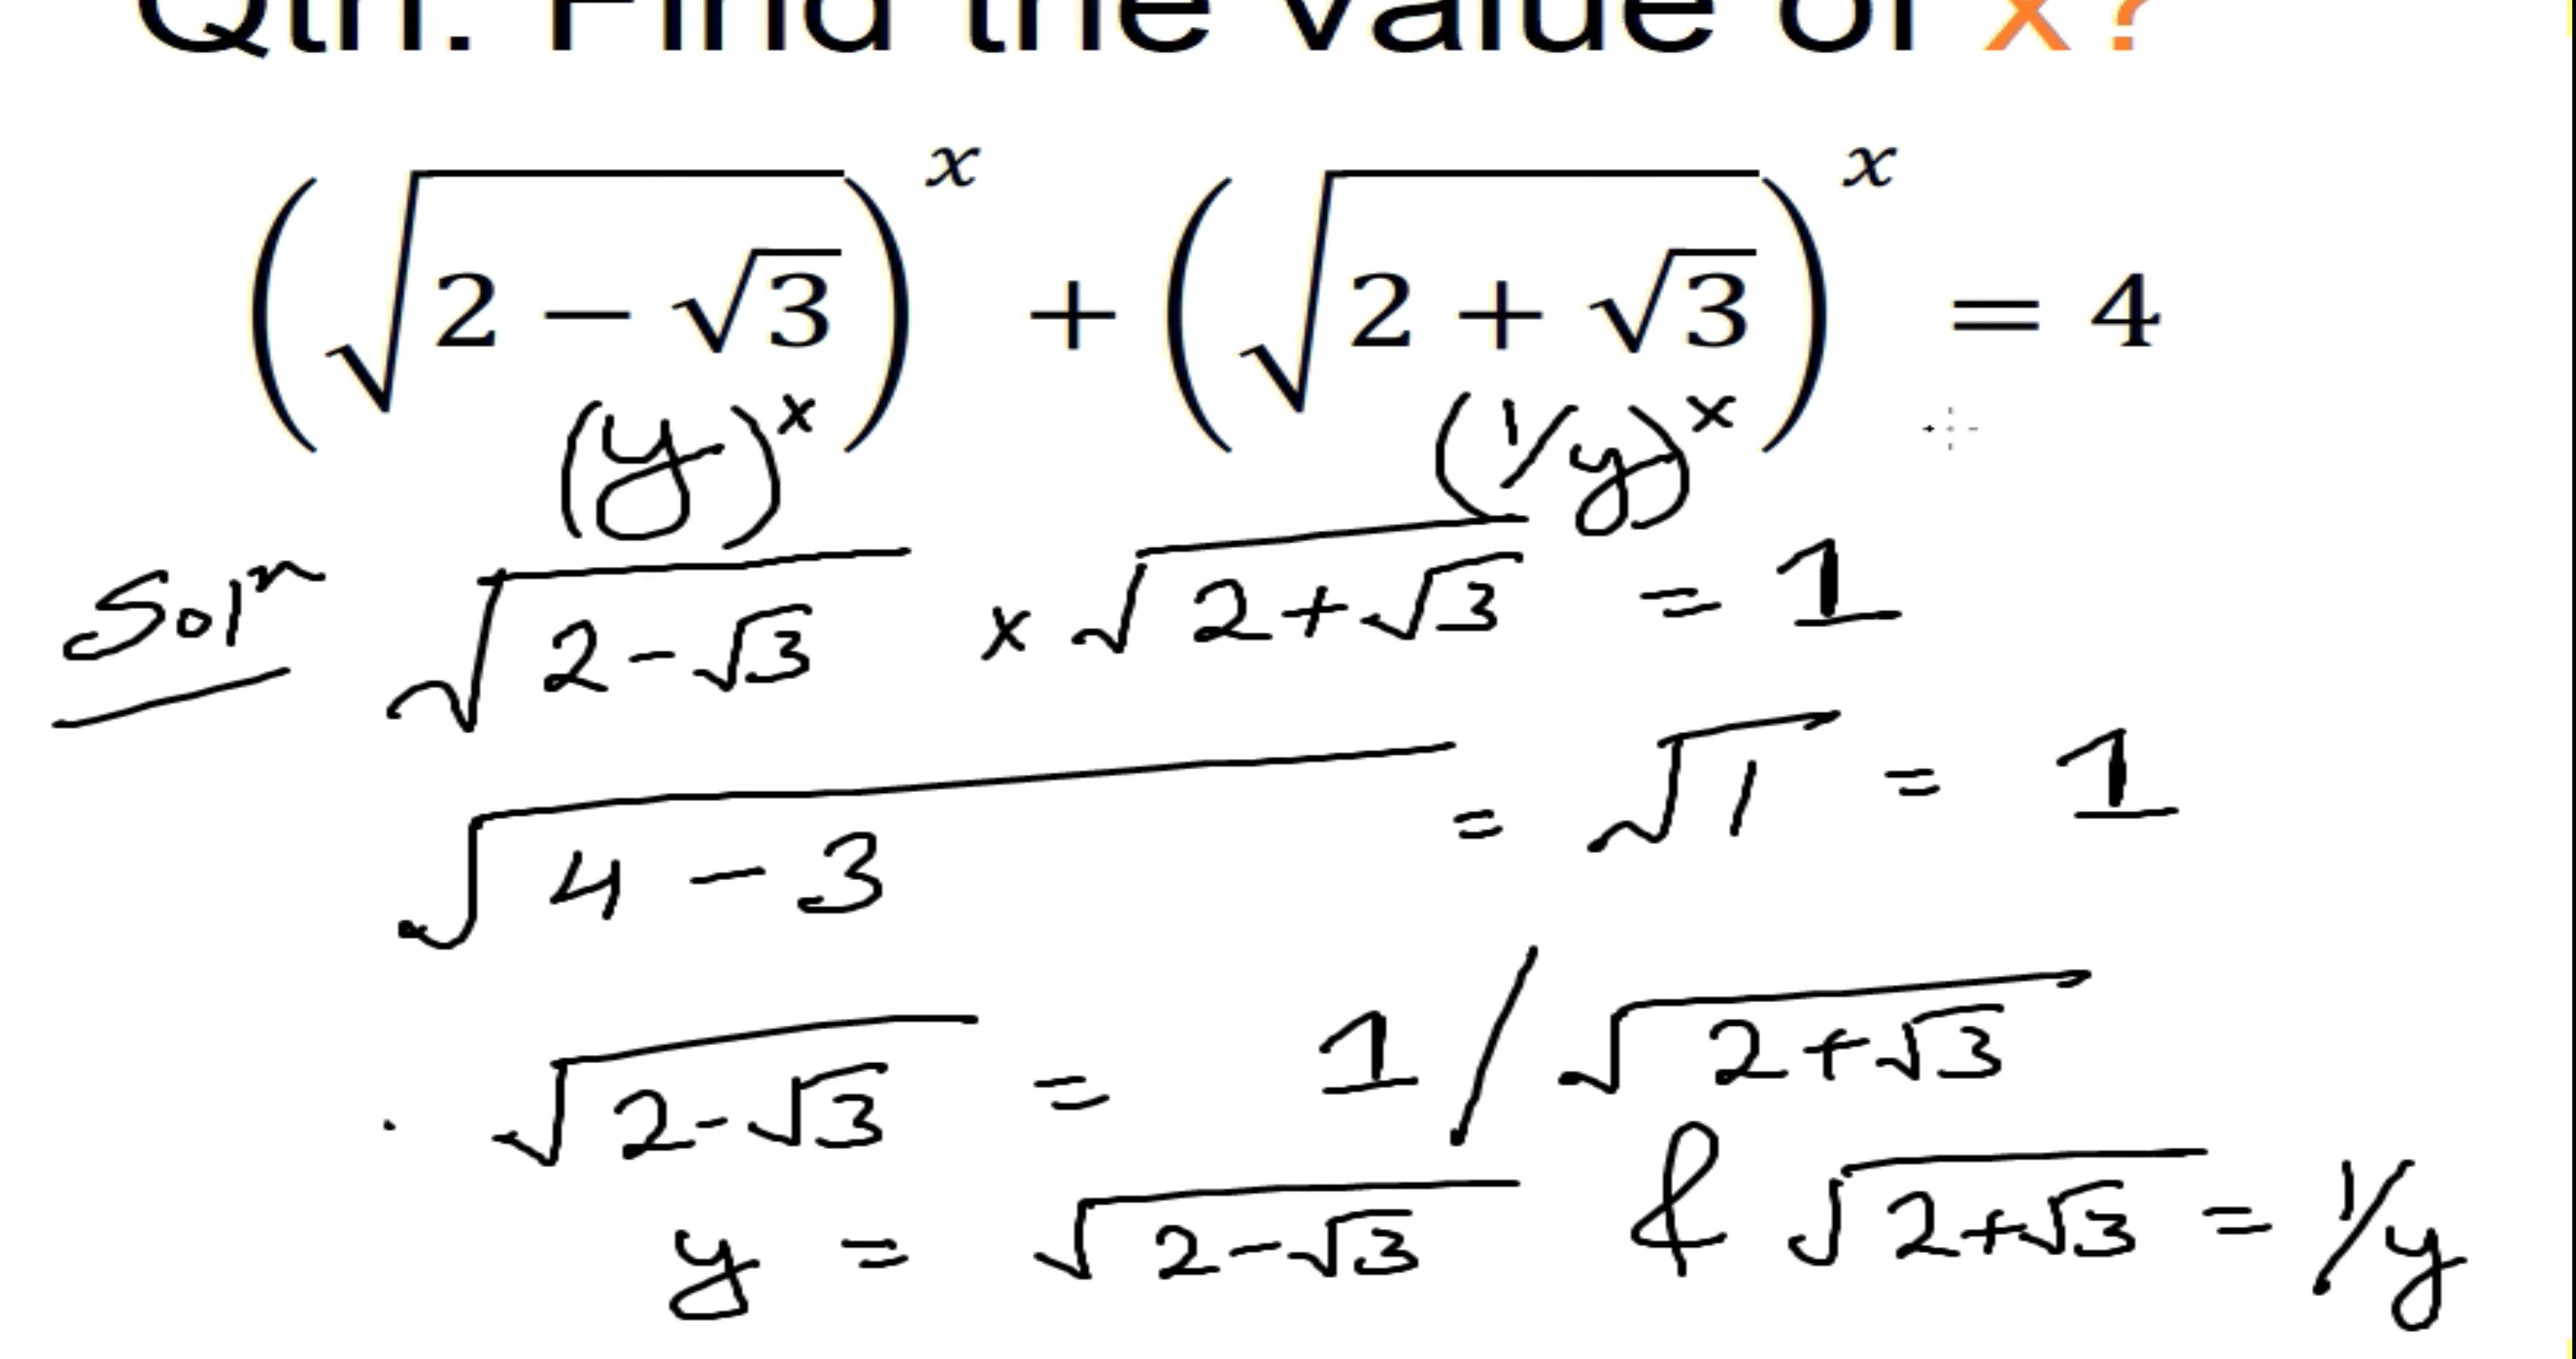 Qtn. Find the value of x?
(√(2 − √3))^x + (√(2 + √3))^x = 4
(y)^x (1/y)^x
Solⁿ √(2-√3) × √(2+√3) = 1
√(4 - 3) = √1 = 1
. √(2-√3) = 1 / √(2+√3)
y = √(2-√3) & √(2+√3) = 1/y